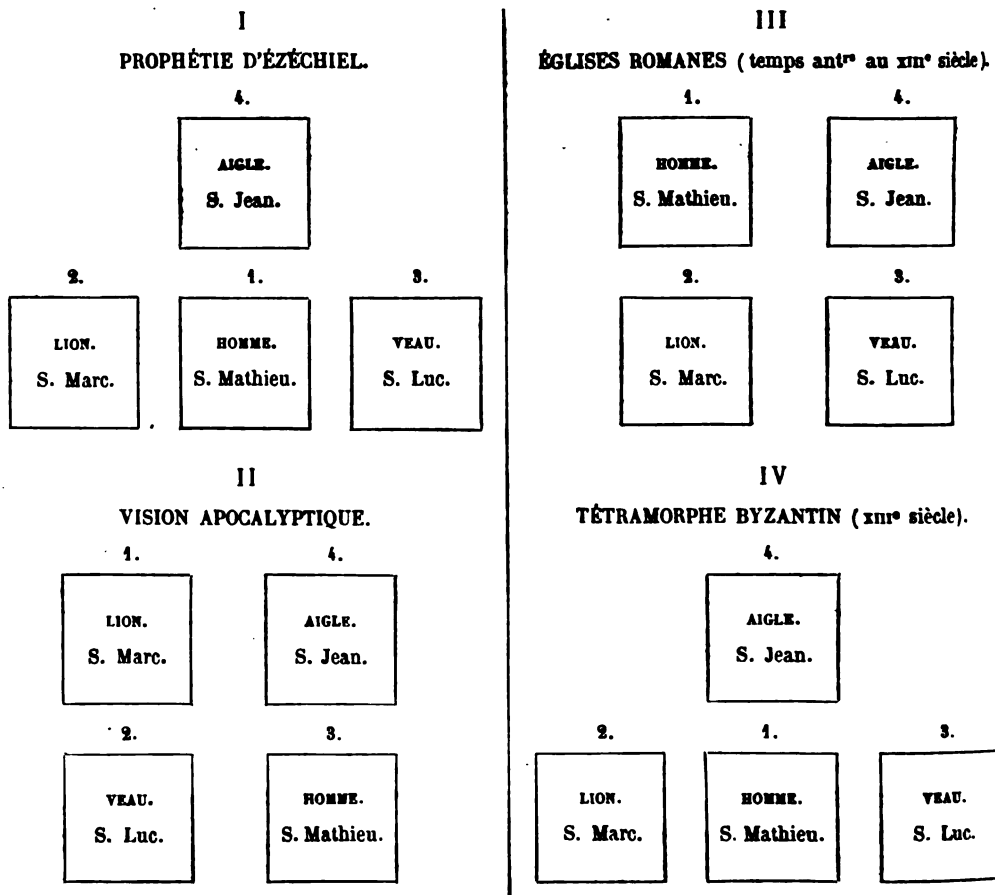 I
PROPHÉTIE D'ÉZÉCHIEL.
4.
AIGLE.
S. Jean.
2. 1. 3.
LION. HOMME. VEAU.
S. Marc. S. Mathieu. S. Luc.
II
VISION APOCALYPTIQUE.
1. 4.
LION. AIGLE.
S. Marc. S. Jean.
2. 3.
VEAU. HOMME.
S. Luc. S. Mathieu.
III
ÉGLISES ROMANES (temps antre au XIIIe siècle).
1. 4.
HOMME. AIGLE.
S. Mathieu. S. Jean.
2. 3.
LION. VEAU.
S. Marc. S. Luc.
IV
TÉTRAMORPHE BYZANTIN (XIIIe siècle).
4.
AIGLE.
S. Jean.
2. 1. 3.
LION. HOMME. VEAU.
S. Marc. S. Mathieu. S. Luc.